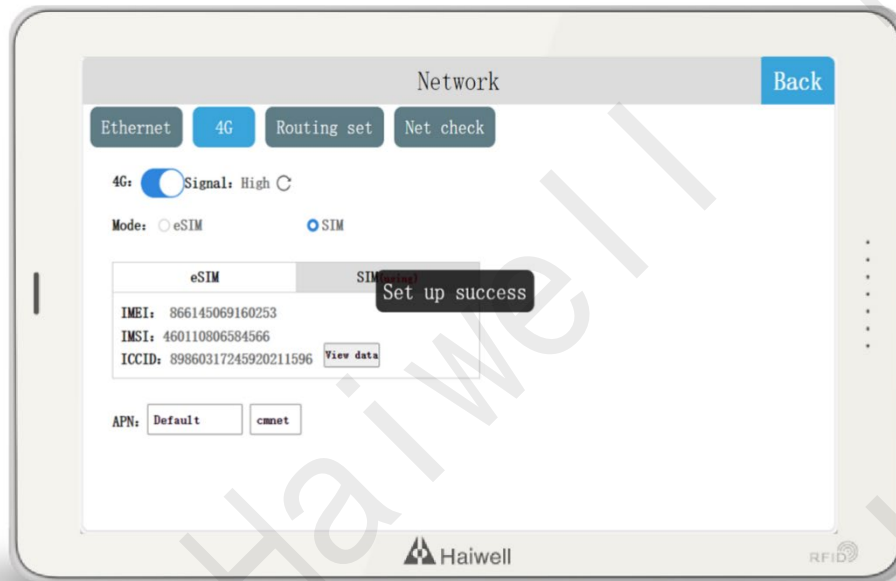 Network
Back
Ethernet
4G
Routing set
Net check
4G:
Signal: High
Mode:
eSIM
SIM
eSIM
SIM(using)
Set up success
IMEI: 866145069160253
IMSI: 460110806584566
ICCID: 89860317245920211596
View data
APN:
Default
cmnet
Haiwell
RFID
Haiwell